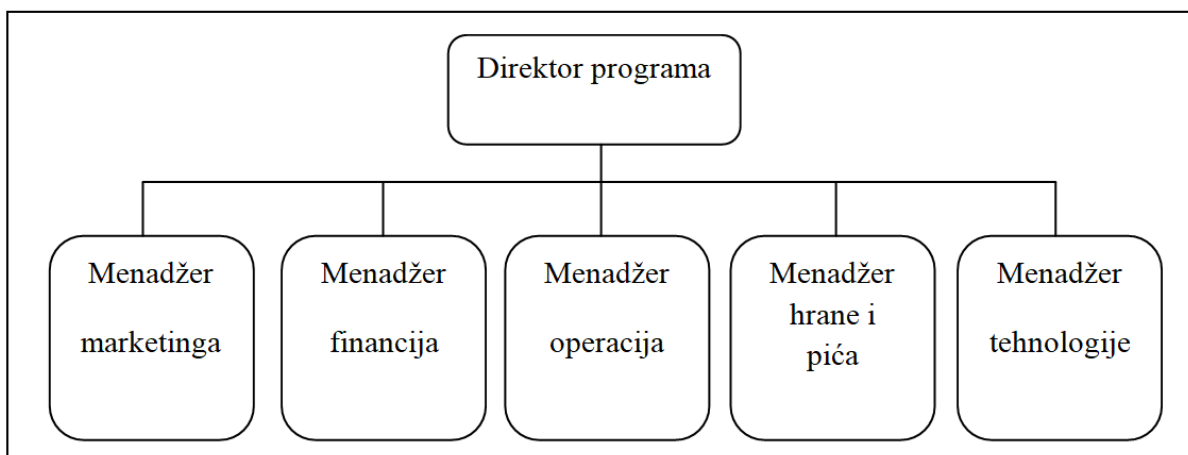 Direktor programa
Menadžer
marketinga
Menadžer
financija
Menadžer
operacija
Menadžer
hrane i
pića
Menadžer
tehnologije